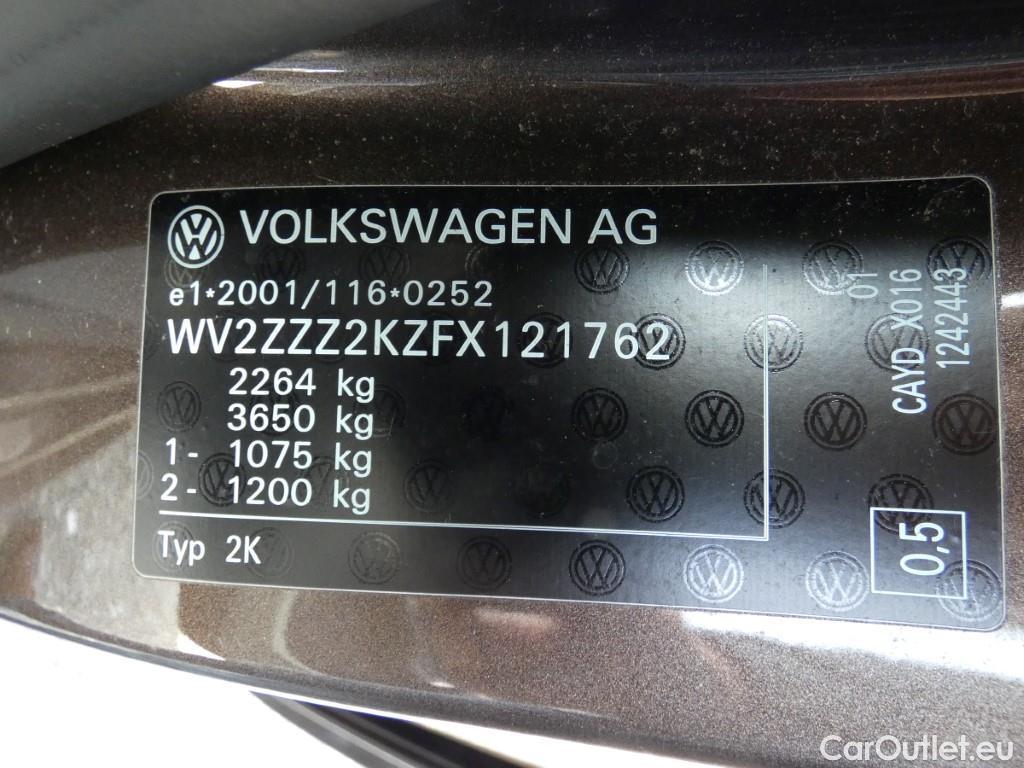 VOLKSWAGEN AG
e1*2001/116*0252
WV2ZZZ2KZFX121762
2264 kg
3650 kg
1- 1075 kg
2- 1200 kg
Typ 2K
01
CAYD X016
1242443
0,5
CarOutlet.eu